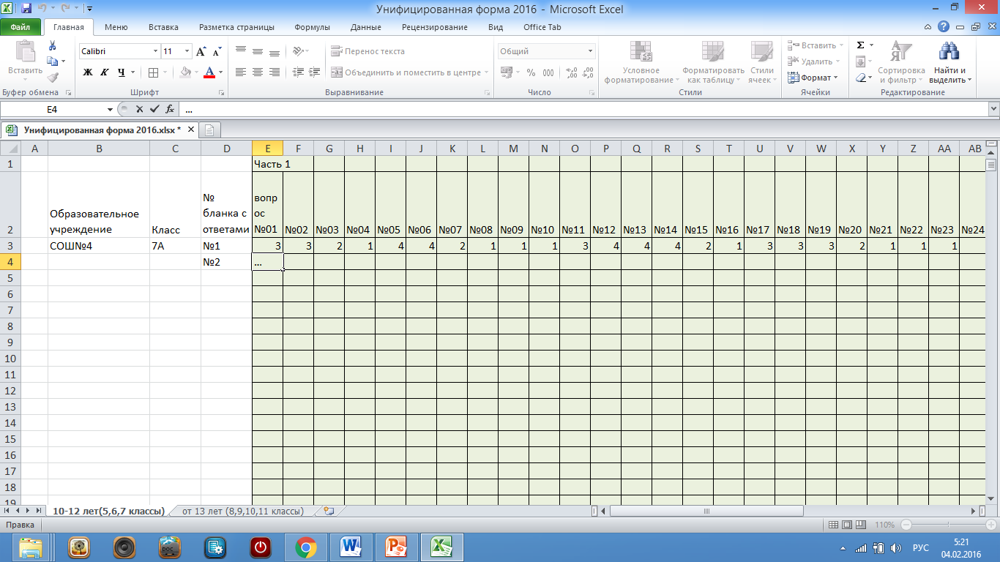 Унифицированная форма 2016 - Microsoft Excel
Файл Главная Меню Вставка Разметка страницы Формулы Данные Рецензирование Вид Office Tab
Вставить
Буфер обмена
Calibri 11
Ж К Ч
Шрифт
Перенос текста
Объединить и поместить в центре
Выравнивание
Общий
% 000
Число
Условное форматирование
Форматировать как таблицу
Стили ячеек
Стили
Вставить
Удалить
Формат
Ячейки
Сортировка и фильтр
Найти и выделить
Редактирование
E4 fx ...
Унифицированная форма 2016.xlsx *
A B C D E F G H I J K L M N O P Q R S T U V W X Y Z AA AB
1 Часть 1
2 Образовательное учреждение Класс № бланка с ответами вопрос №01 №02 №03 №04 №05 №06 №07 №08 №09 №10 №11 №12 №13 №14 №15 №16 №17 №18 №19 №20 №21 №22 №23 №24
3 СОШ№4 7А №1 3 3 2 1 4 4 2 1 1 1 3 4 4 4 2 1 3 3 3 2 1 1 1
4 №2 ...
5
6
7
8
9
10
11
12
13
14
15
16
17
18
19
10-12 лет(5,6,7 классы) от 13 лет (8,9,10,11 классы)
Правка 110%
DOC
РУС
5:21
04.02.2016